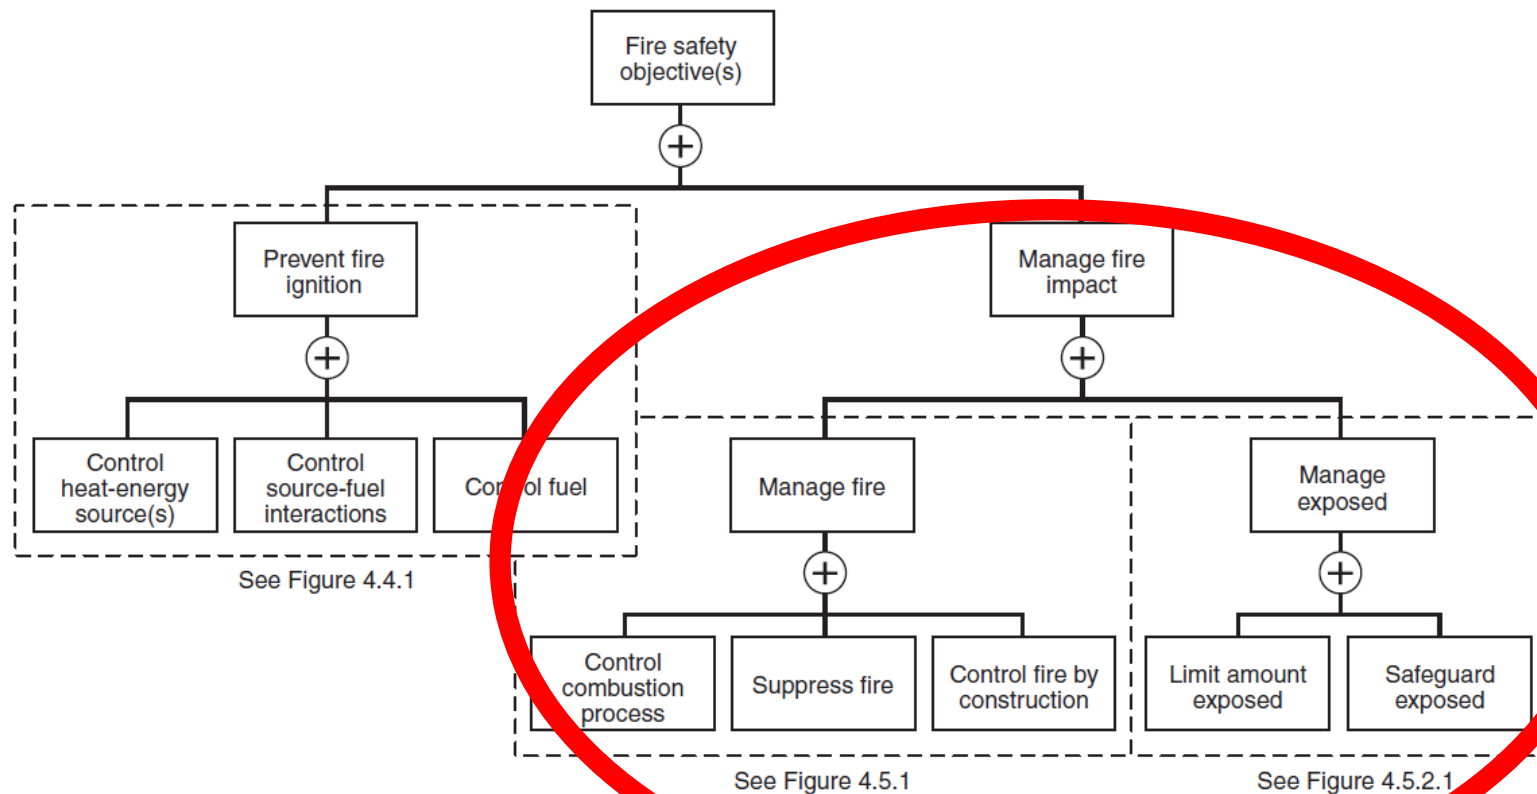 Fire safety
objective(s)
+
Prevent fire
ignition
Manage fire
impact
+
+
Control
heat-energy
source(s)
Control
source-fuel
interactions
Control fuel
Manage fire
Manage
exposed
See Figure 4.4.1
+
+
Control
combustion
process
Suppress fire
Control fire by
construction
Limit amount
exposed
Safeguard
exposed
See Figure 4.5.1
See Figure 4.5.2.1